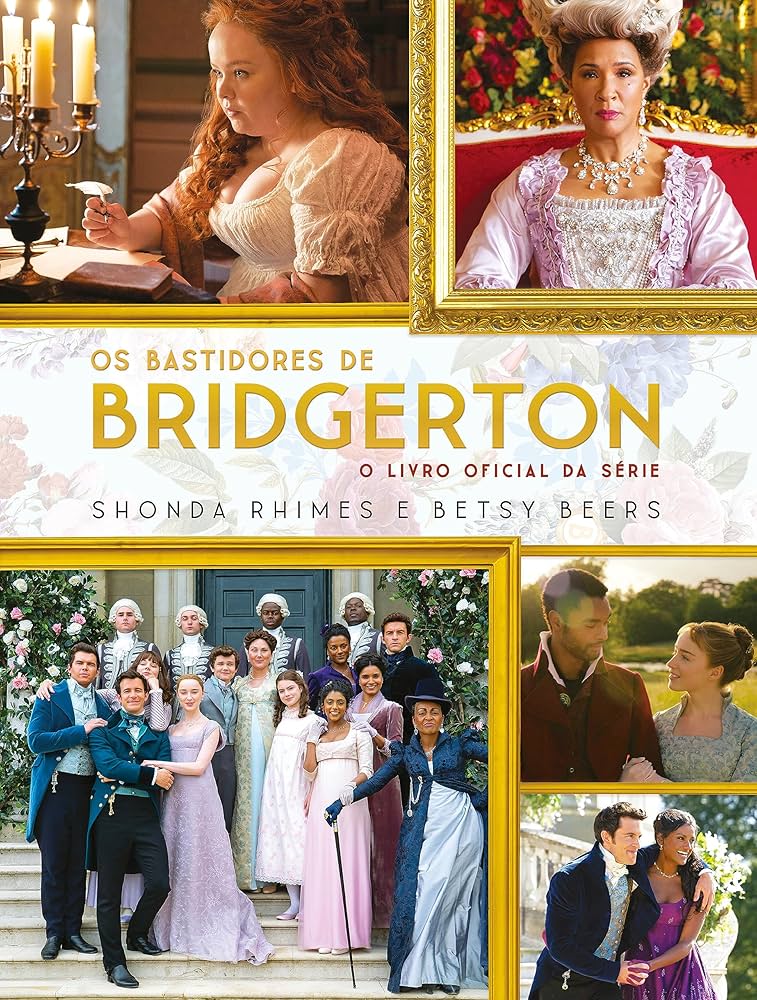 OS BASTIDORES DE
BRIDGERTON
O LIVRO OFICIAL DA SÉRIE
SHONDA RHIMES E BETSY BEERS